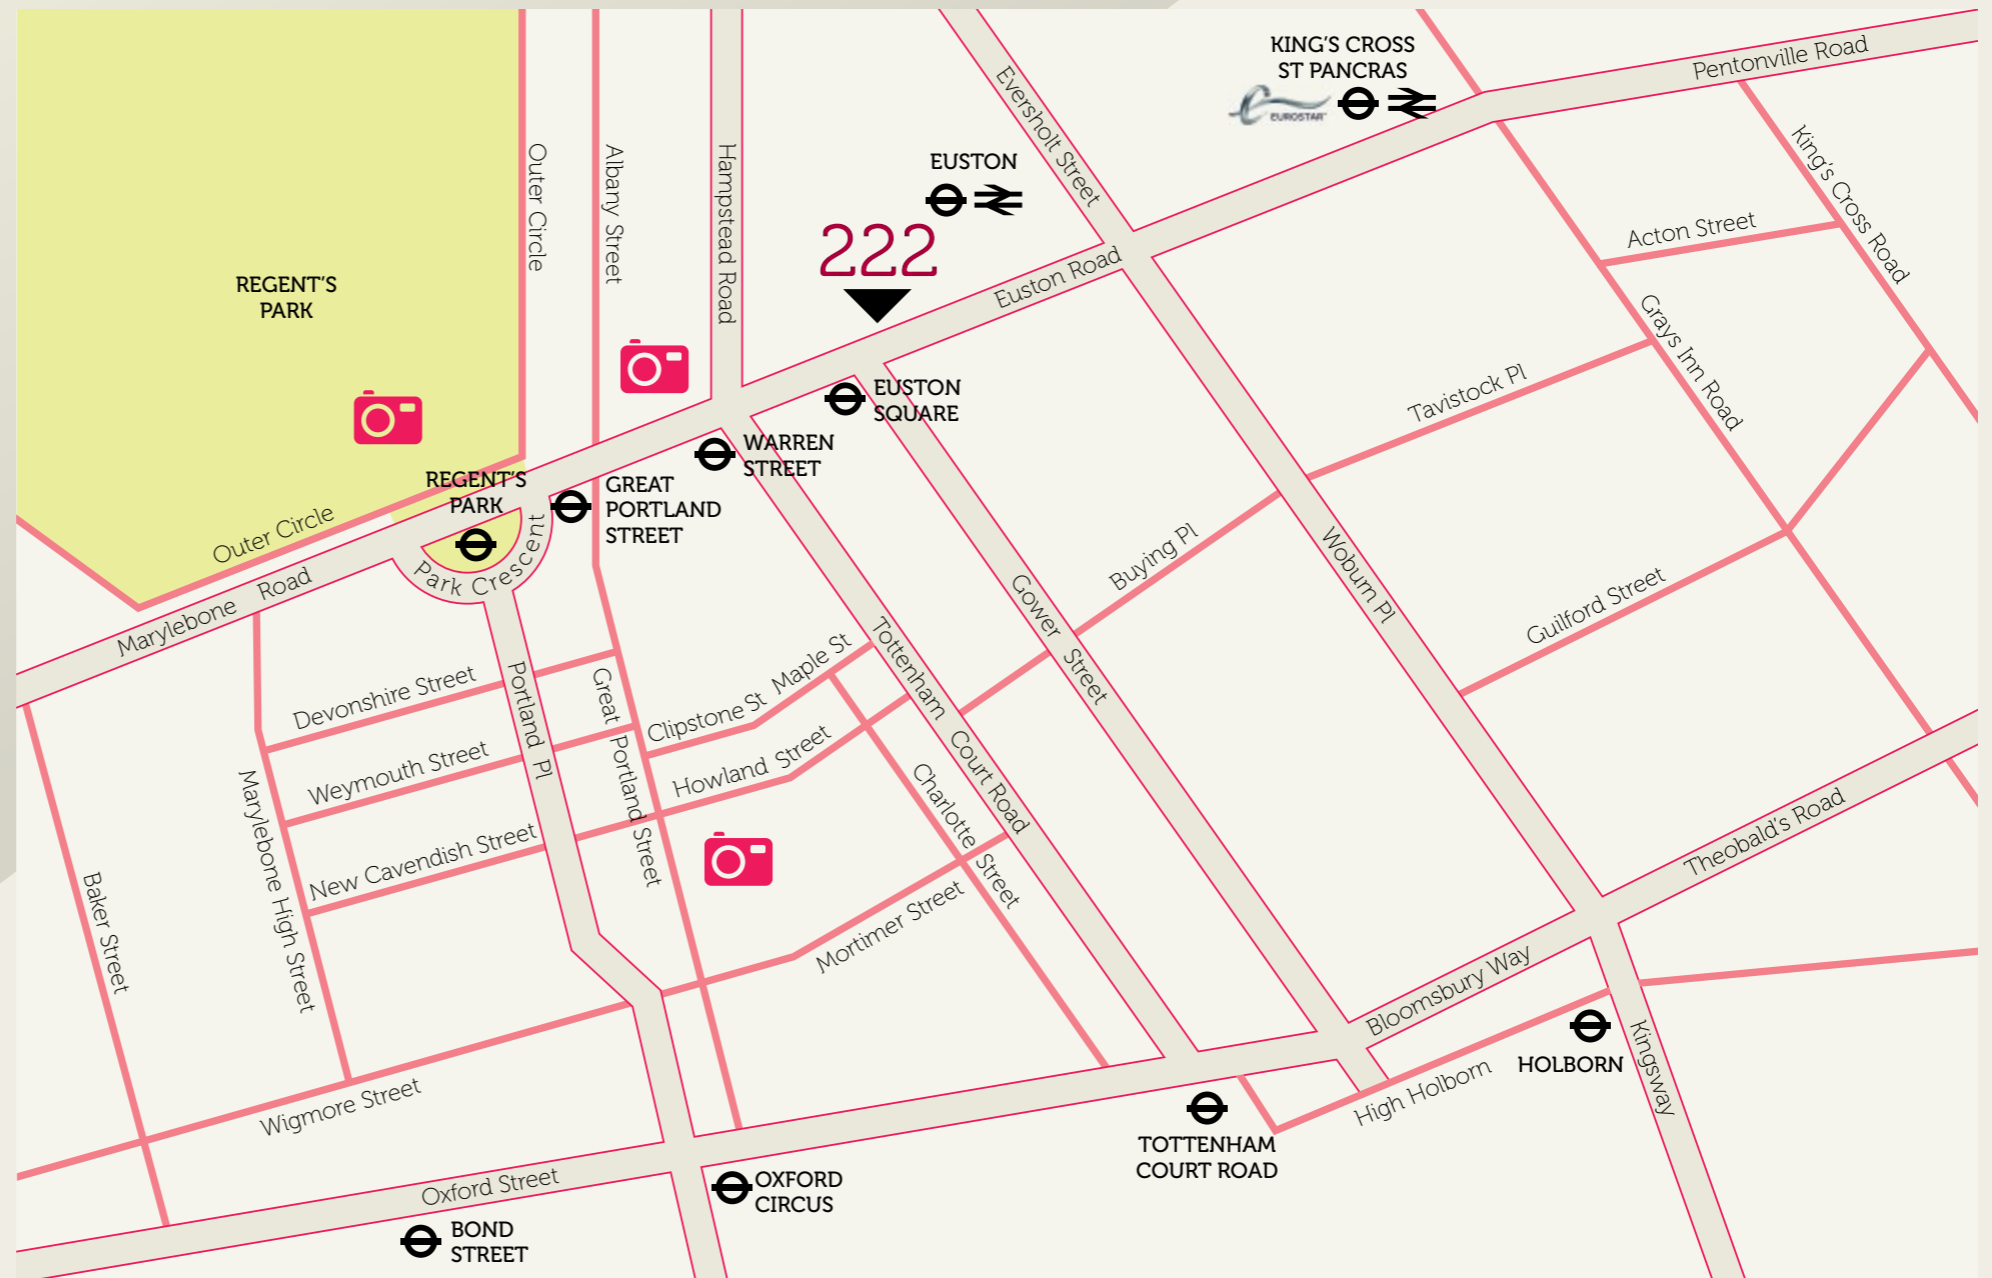 KING'S CROSS
ST PANCRAS
EUROSTAR
Pentonville Road
Eversholt Street
King's Cross Road
Outer Circle
Albany Street
Hampstead Road
EUSTON
222
Acton Street
Euston Road
REGENT'S
PARK
Grays Inn Road
Tavistock Pl
EUSTON
SQUARE
WARREN
STREET
REGENT'S
PARK
GREAT
PORTLAND
STREET
Outer Circle
Park Crescent
Marylebone Road
Buying Pl
Woburn Pl
Guilford Street
Gower Street
Tottenham Court Road
Maple St
Clipstone St
Devonshire Street
Portland Pl
Great Portland Street
Howland Street
Weymouth Street
Charlotte Street
Marylebone High Street
New Cavendish Street
Theobald's Road
Baker Street
Mortimer Street
Bloomsbury Way
HOLBORN
Kingsway
High Holborn
Wigmore Street
TOTTENHAM
COURT ROAD
Oxford Street
OXFORD
CIRCUS
BOND
STREET